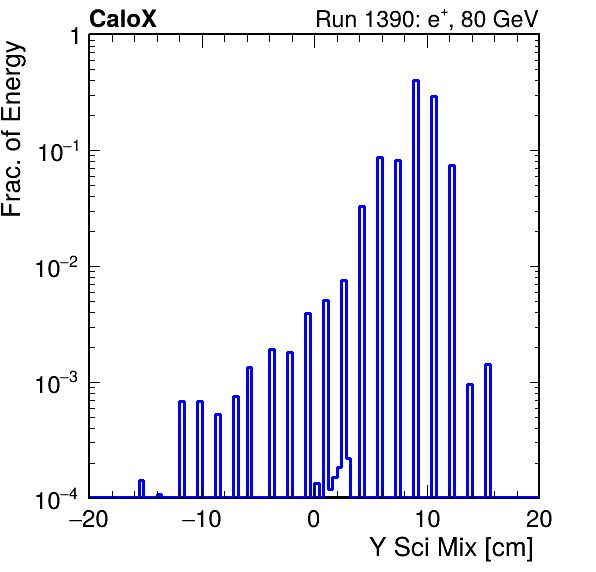 CaloX Run 1390: e⁺, 80 GeV
Frac. of Energy
1
10⁻¹
10⁻²
10⁻³
10⁻⁴
−20 −10 0 10 20
Y Sci Mix [cm]